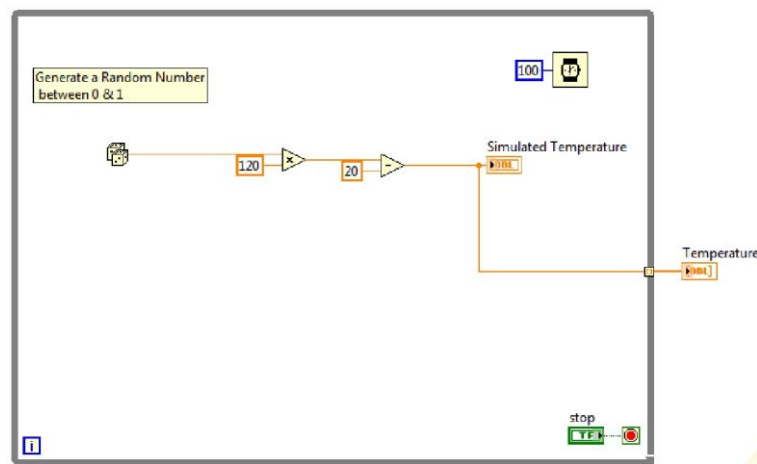 Generate a Random Number
between 0 & 1
100
120
20
Simulated Temperature
DBL
Temperature
DBL
stop
TF
i